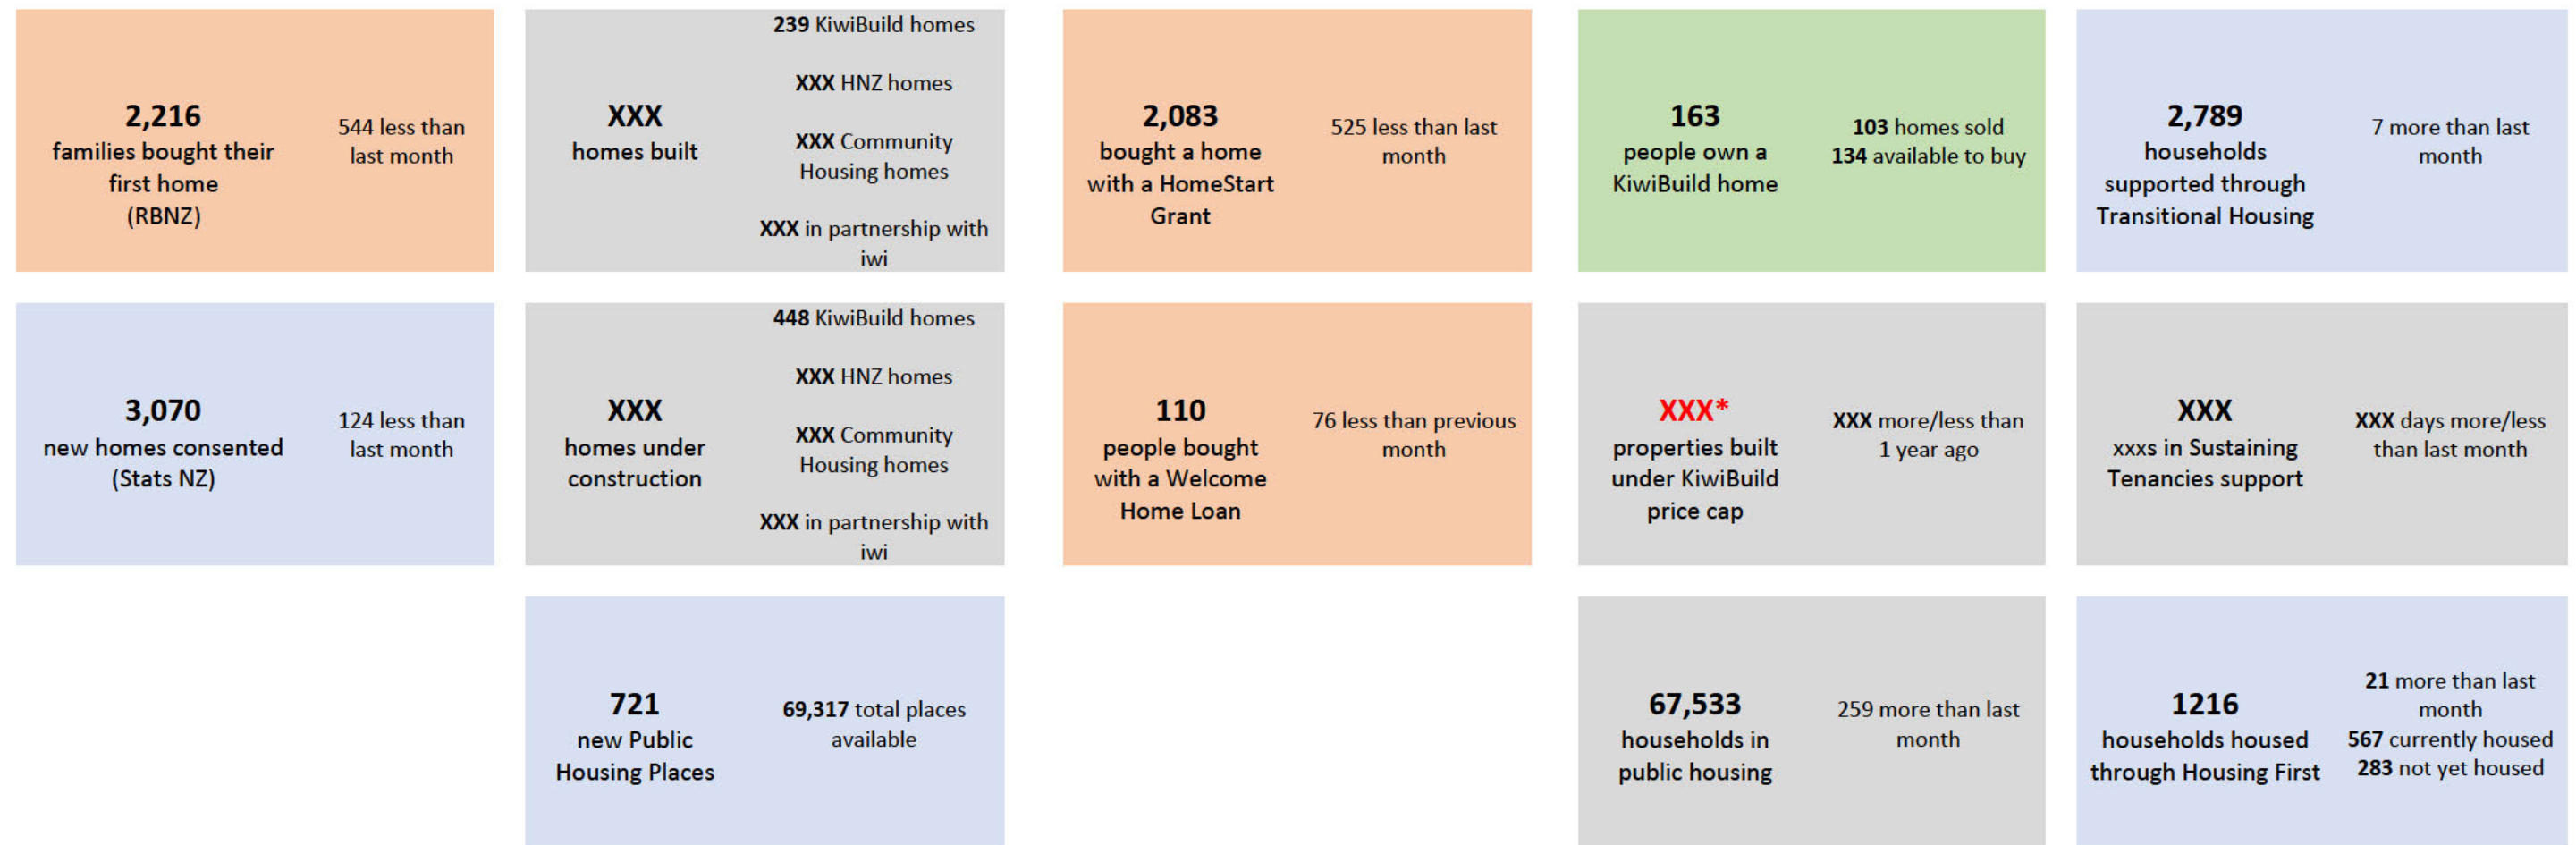 2,216
families bought their
first home
(RBNZ)
544 less than
last month
XXX
homes built
239 KiwiBuild homes
XXX HNZ homes
XXX Community
Housing homes
XXX in partnership with
iwi
2,083
bought a home
with a HomeStart
Grant
525 less than last
month
163
people own a
KiwiBuild home
103 homes sold
134 available to buy
2,789
households
supported through
Transitional Housing
7 more than last
month
3,070
new homes consented
(Stats NZ)
124 less than
last month
XXX
homes under
construction
448 KiwiBuild homes
XXX HNZ homes
XXX Community
Housing homes
XXX in partnership with
iwi
110
people bought
with a Welcome
Home Loan
76 less than previous
month
XXX*
properties built
under KiwiBuild
price cap
XXX more/less than
1 year ago
XXX
xxxs in Sustaining
Tenancies support
XXX days more/less
than last month
721
new Public
Housing Places
69,317 total places
available
67,533
households in
public housing
259 more than last
month
1216
households housed
through Housing First
21 more than last
month
567 currently housed
283 not yet housed